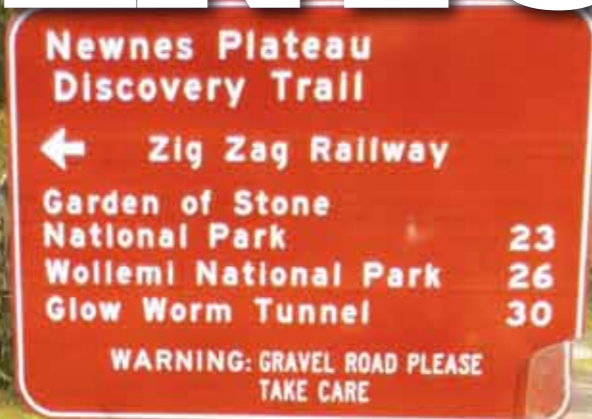 Newnes Plateau
Discovery Trail
← Zig Zag Railway
Garden of Stone
National Park 23
Wollemi National Park 26
Glow Worm Tunnel 30
WARNING: GRAVEL ROAD PLEASE
TAKE CARE